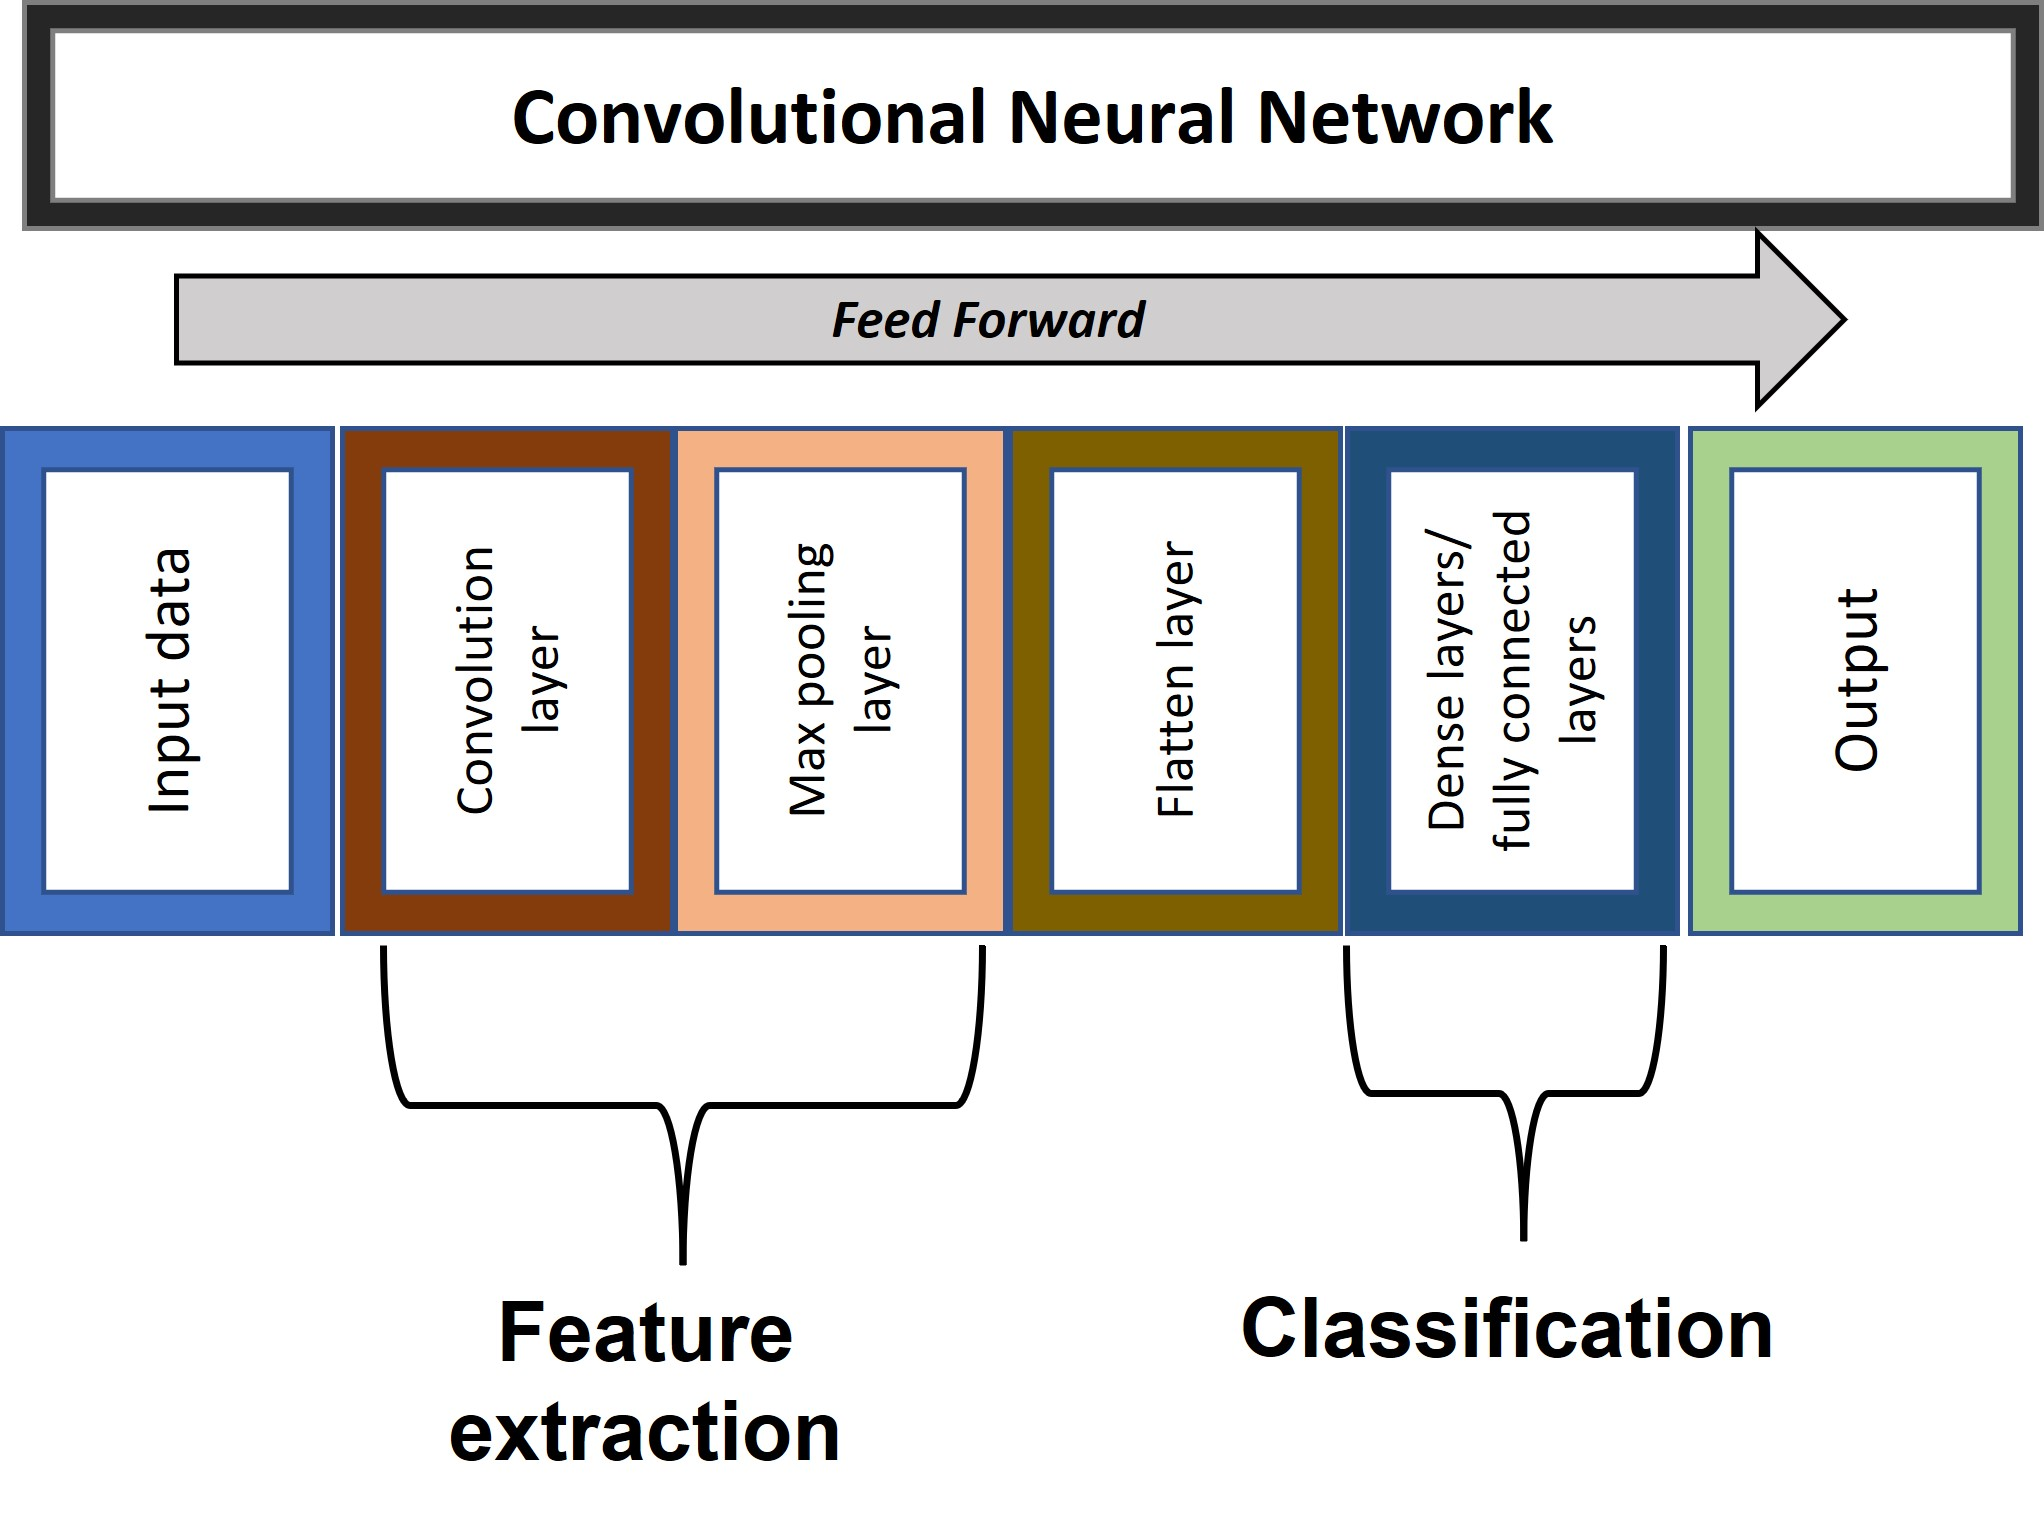 Convolutional Neural Network
Feed Forward
Input data
Convolution
layer
Max pooling
layer
Flatten layer
Dense layers/
fully connected
layers
Output
Feature
extraction
Classification